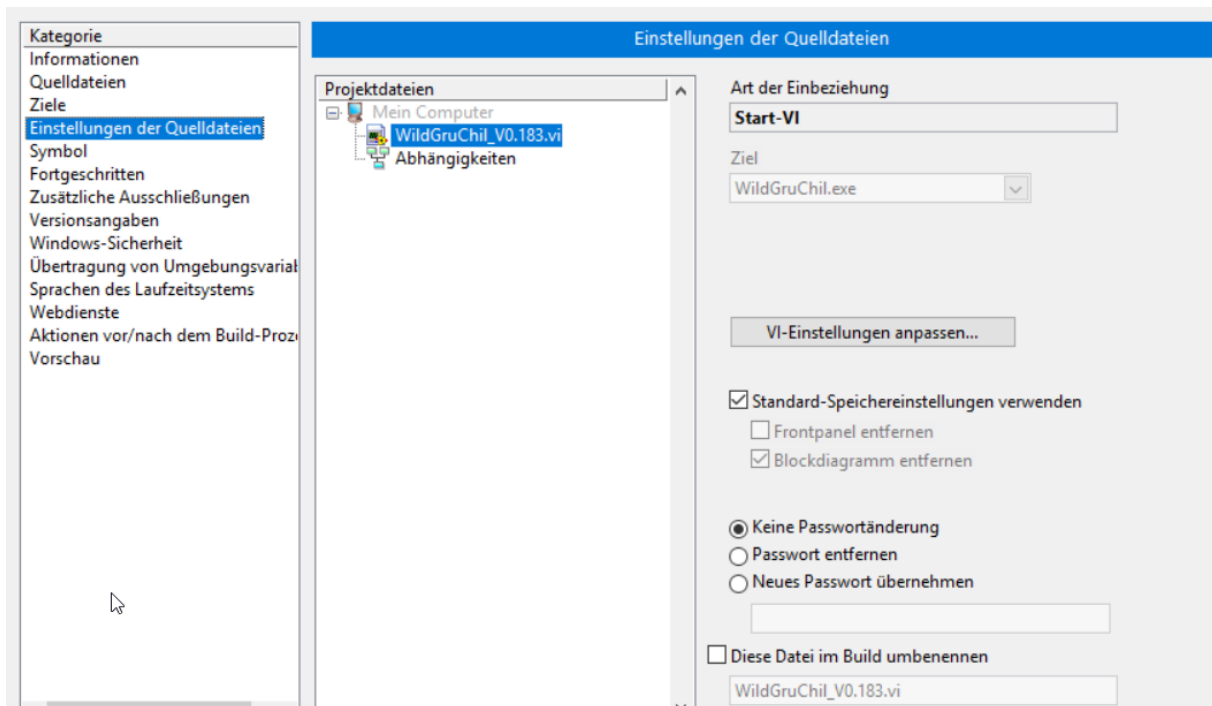 Kategorie
Informationen
Quelldateien
Ziele
Einstellungen der Quelldateien
Symbol
Fortgeschritten
Zusätzliche Ausschließungen
Versionsangaben
Windows-Sicherheit
Übertragung von Umgebungsvariab
Sprachen des Laufzeitsystems
Webdienste
Aktionen vor/nach dem Build-Proz
Vorschau
Einstellungen der Quelldateien
Projektdateien
Mein Computer
WildGruChil_V0.183.vi
Abhängigkeiten
Art der Einbeziehung
Start-VI
Ziel
WildGruChil.exe
VI-Einstellungen anpassen...
Standard-Speichereinstellungen verwenden
Frontpanel entfernen
Blockdiagramm entfernen
Keine Passwortänderung
Passwort entfernen
Neues Passwort übernehmen
Diese Datei im Build umbenennen
WildGruChil_V0.183.vi